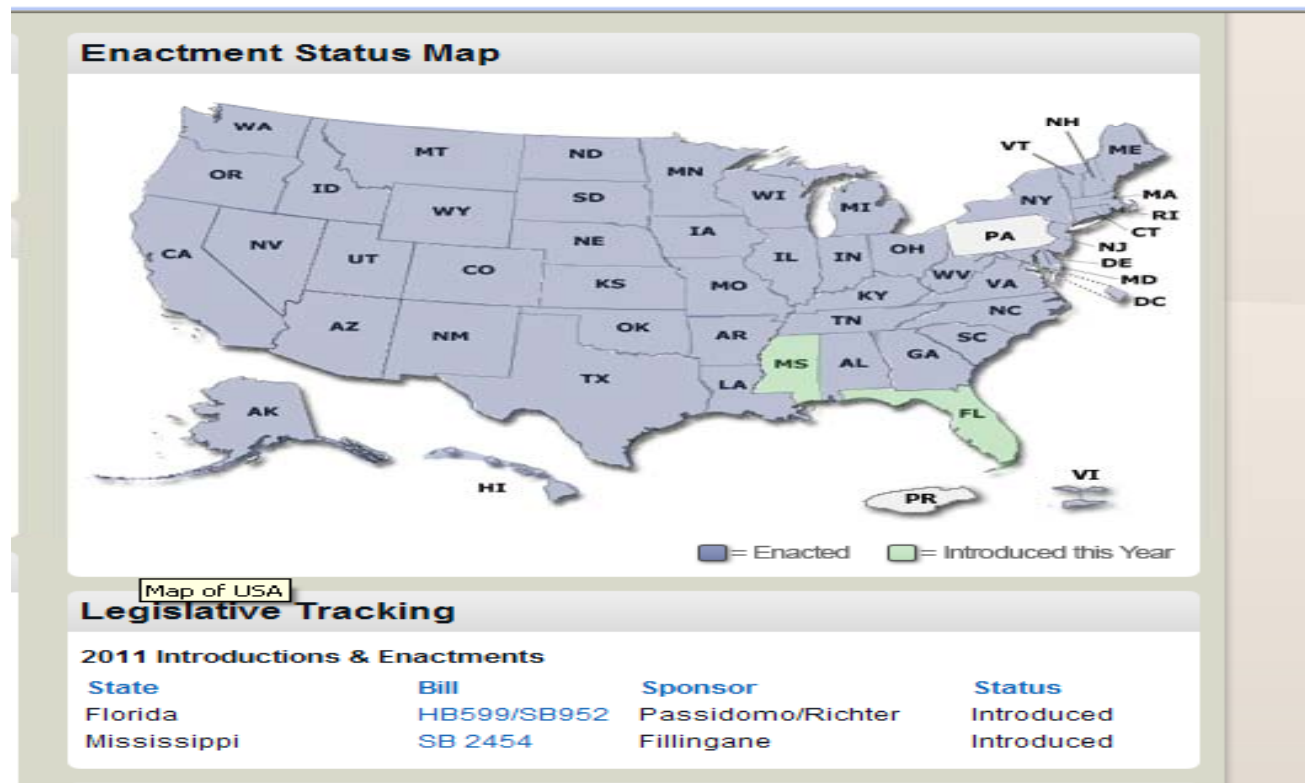 Enactment Status Map
WA
MT
ND
MN
OR
ID
WY
SD
WI
MI
NH
VT
ME
NY
MA
RI
CT
PA
NJ
DE
MD
DC
CA
NV
UT
CO
NE
IA
IL
IN
OH
WV
VA
KS
MO
KY
NC
AZ
NM
OK
AR
TN
SC
TX
LA
MS
AL
GA
FL
AK
HI
PR
VI
= Enacted = Introduced this Year
Map of USA
Legislative Tracking
2011 Introductions & Enactments
State Bill Sponsor Status
Florida HB599/SB952 Passidomo/Richter Introduced
Mississippi SB 2454 Fillingane Introduced